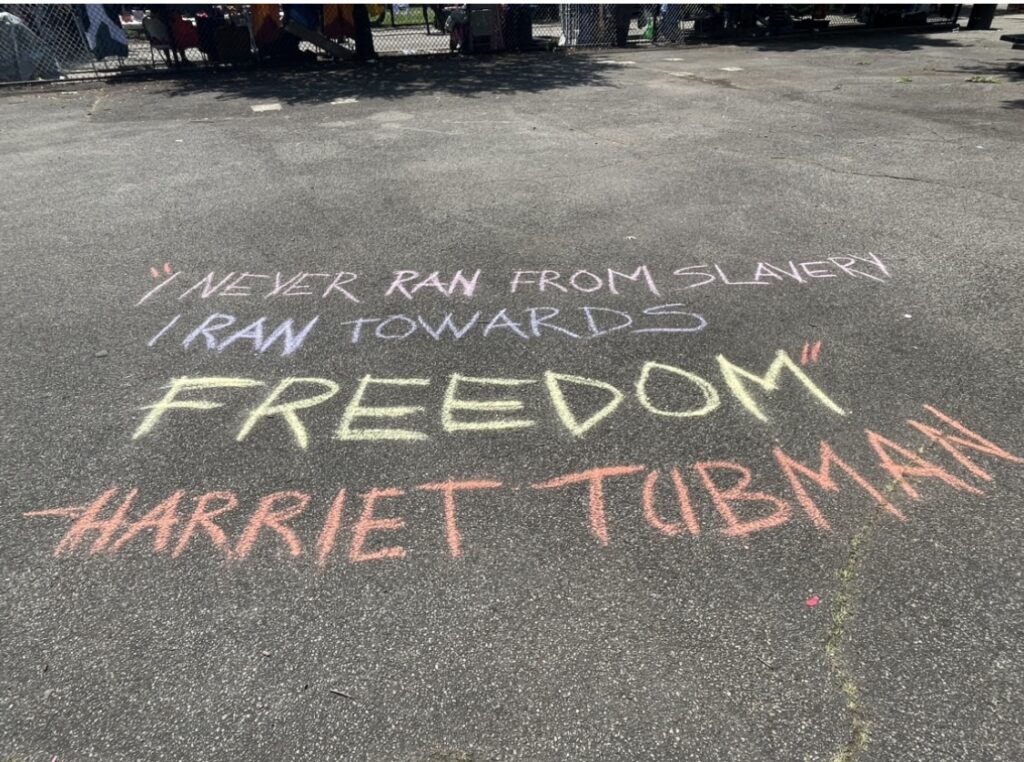 "I NEVER RAN FROM SLAVERY
I RAN TOWARDS
FREEDOM"
-HARRIET TUBMAN